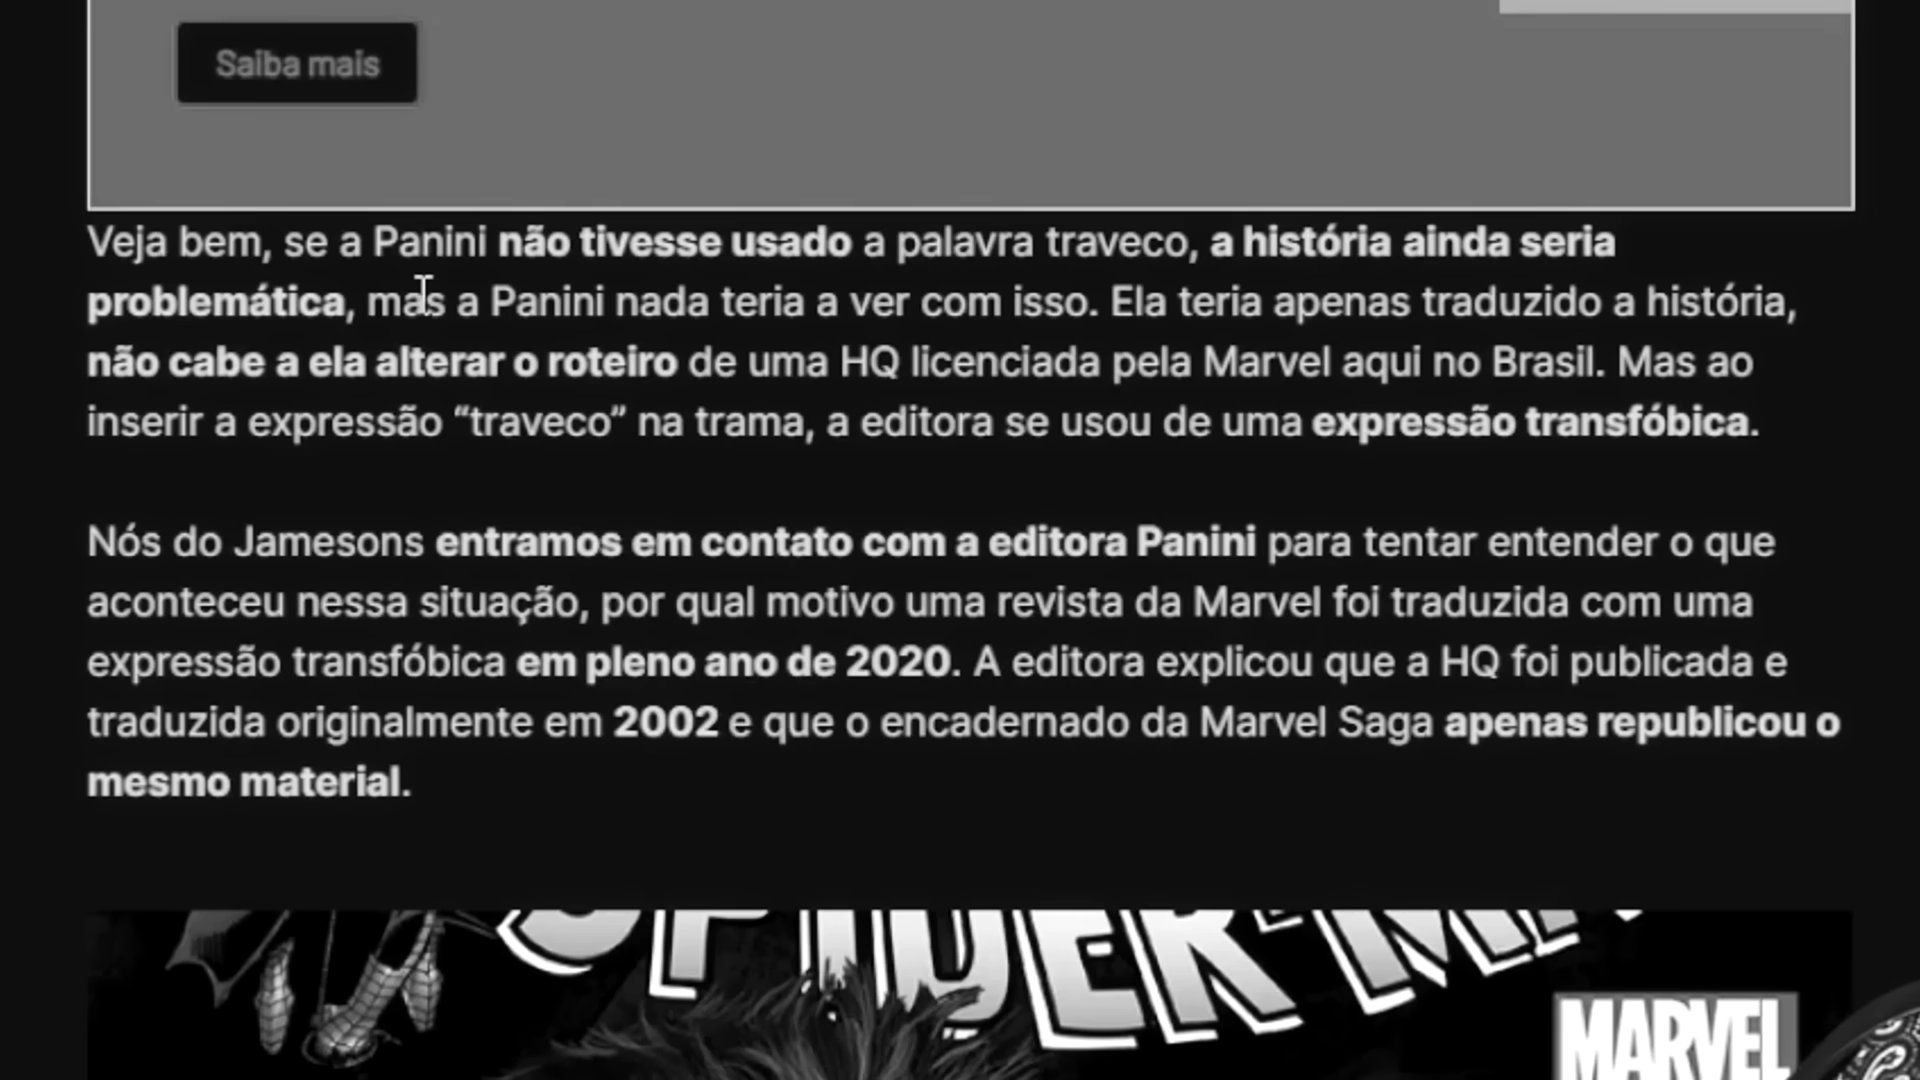 Saiba mais
Veja bem, se a Panini não tivesse usado a palavra traveco, a história ainda seria
problemática, mas a Panini nada teria a ver com isso. Ela teria apenas traduzido a história,
não cabe a ela alterar o roteiro de uma HQ licenciada pela Marvel aqui no Brasil. Mas ao
inserir a expressão “traveco” na trama, a editora se usou de uma expressão transfóbica.
Nós do Jamesons entramos em contato com a editora Panini para tentar entender o que
aconteceu nessa situação, por qual motivo uma revista da Marvel foi traduzida com uma
expressão transfóbica em pleno ano de 2020. A editora explicou que a HQ foi publicada e
traduzida originalmente em 2002 e que o encadernado da Marvel Saga apenas republicou o
mesmo material.
SPIDER-MAN
MARVEL